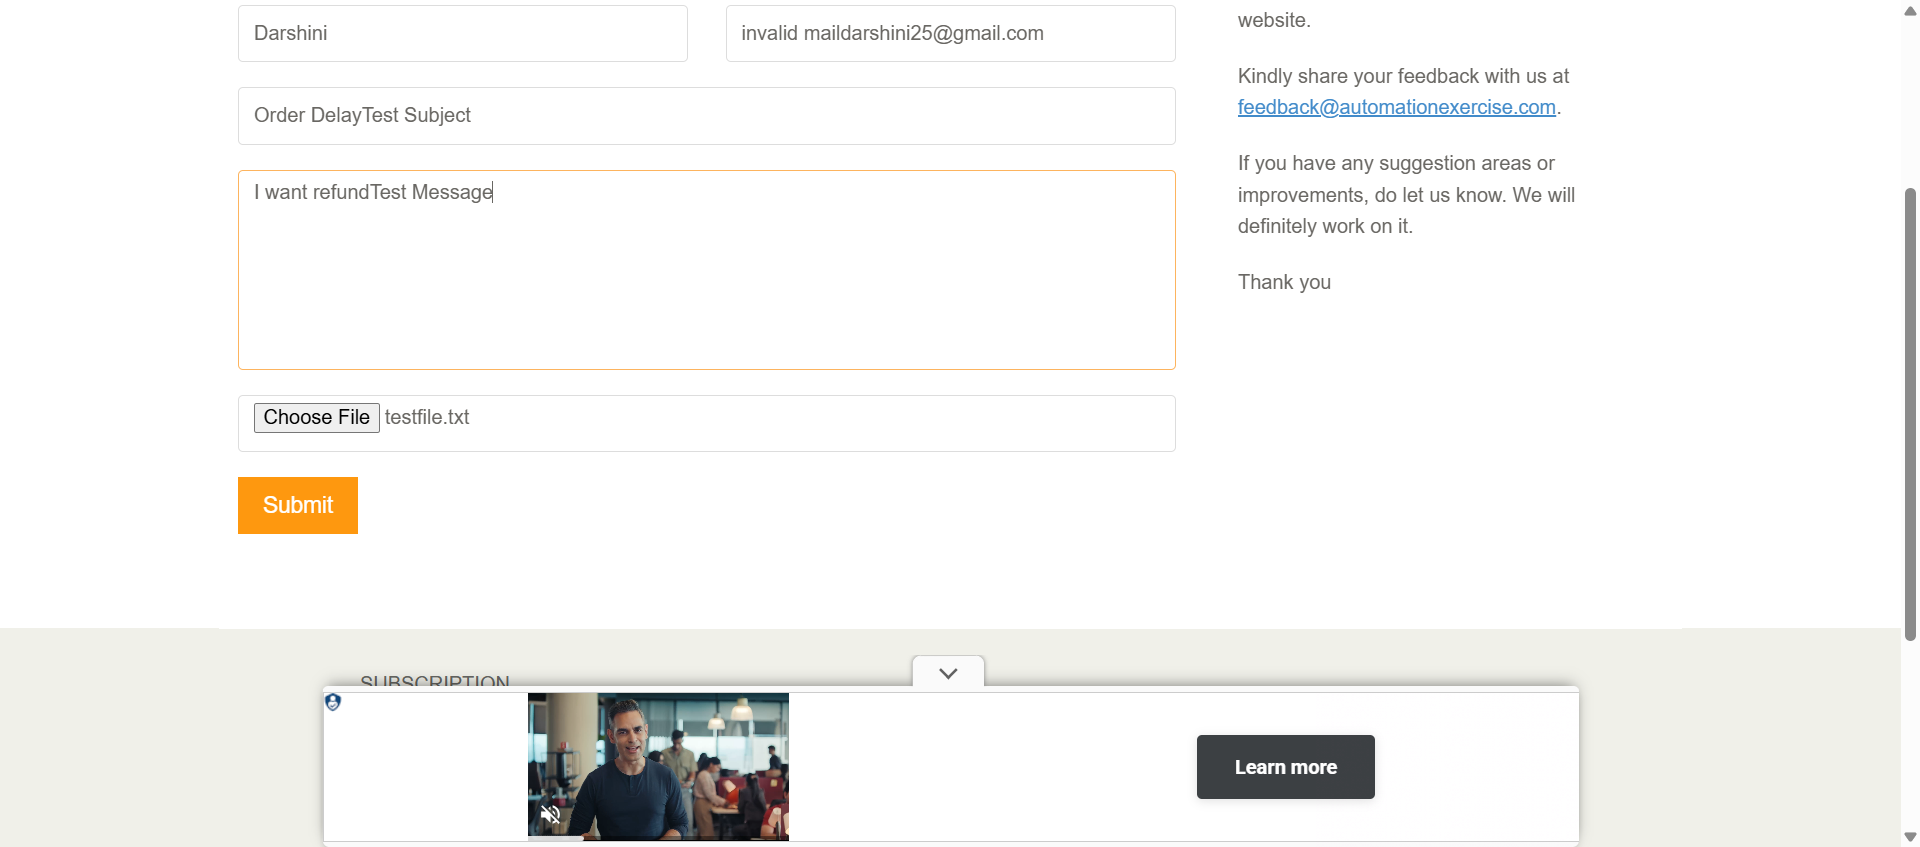 Darshini
invalid maildarshini25@gmail.com
Order DelayTest Subject
I want refundTest Message
Choose File testfile.txt
Submit
website.
Kindly share your feedback with us at
feedback@automationexercise.com.
If you have any suggestion areas or
improvements, do let us know. We will
definitely work on it.
Thank you
SUBSCRIPTION
Learn more